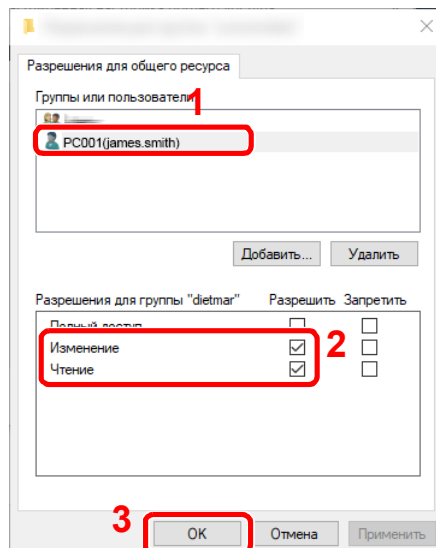 Разрешения для общего ресурса
Группы или пользователи:
1
PC001(james.smith)
Добавить...
Удалить
Разрешения для группы "dietmar"
Разрешить Запретить
Полный доступ
Изменение
2
Чтение
3
OK
Отмена
Применить